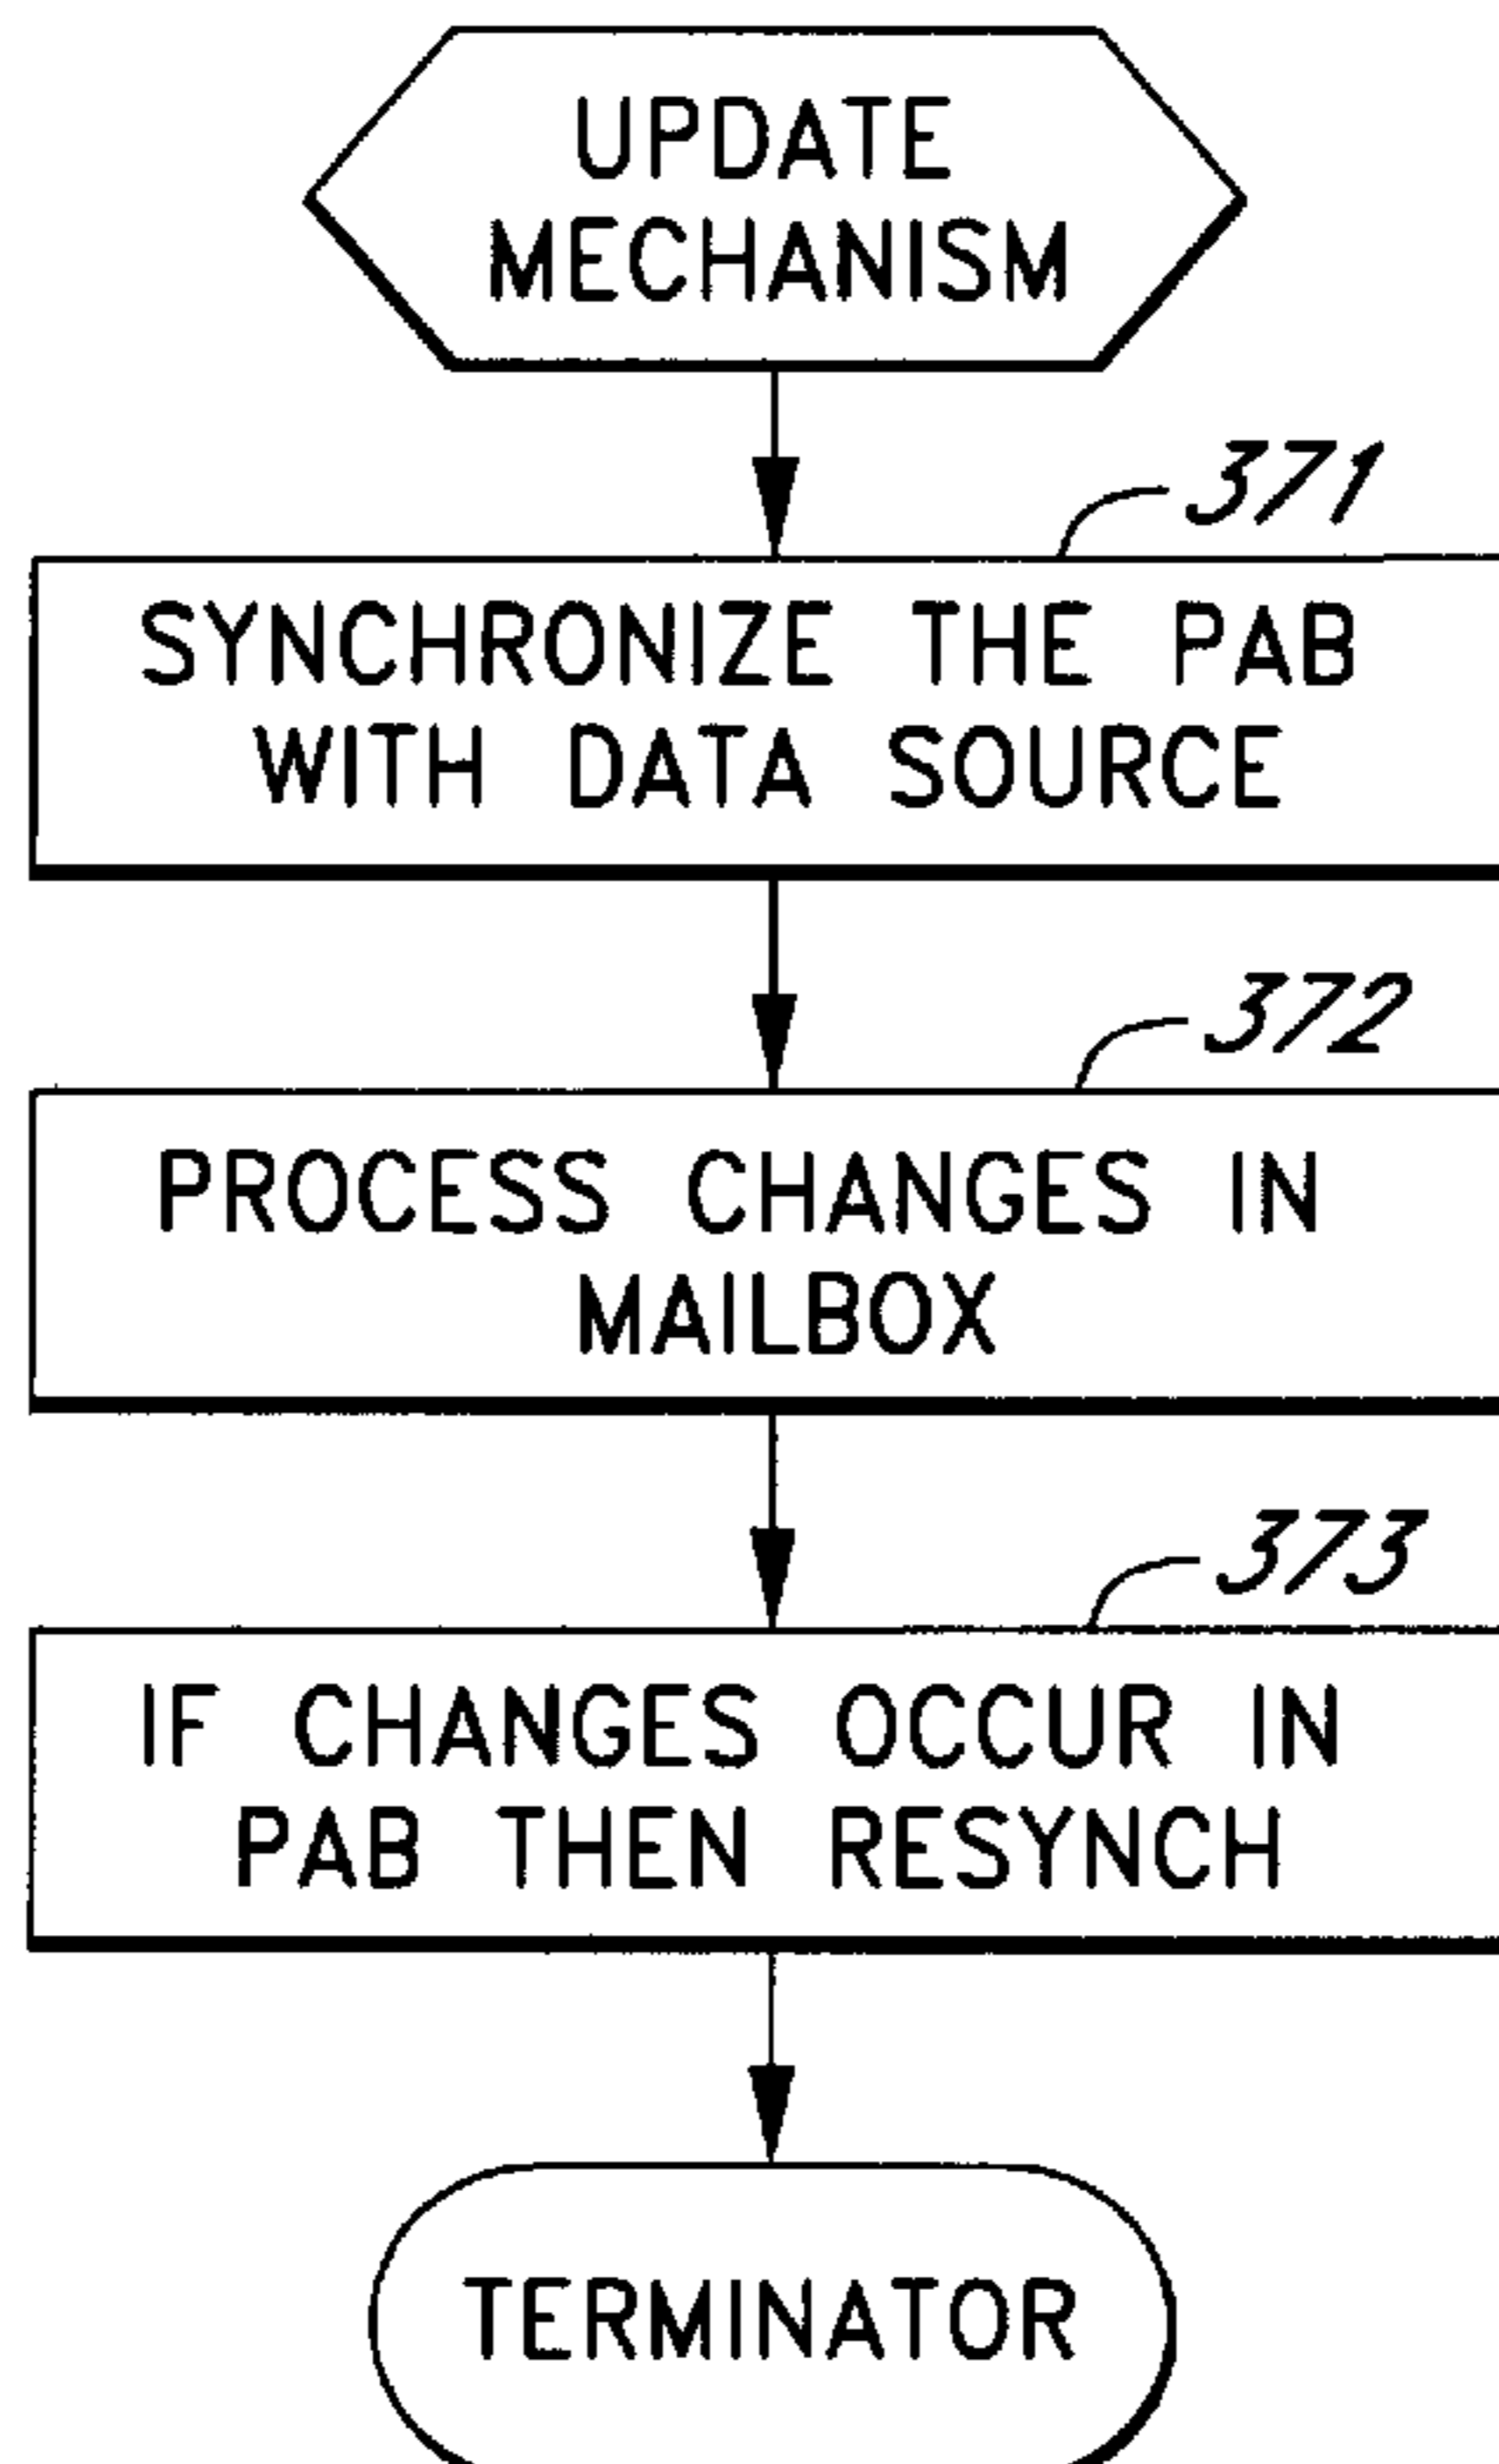 UPDATE
MECHANISM
371
SYNCHRONIZE THE PAB
WITH DATA SOURCE
372
PROCESS CHANGES IN
MAILBOX
373
IF CHANGES OCCUR IN
PAB THEN RESYNCH
TERMINATOR